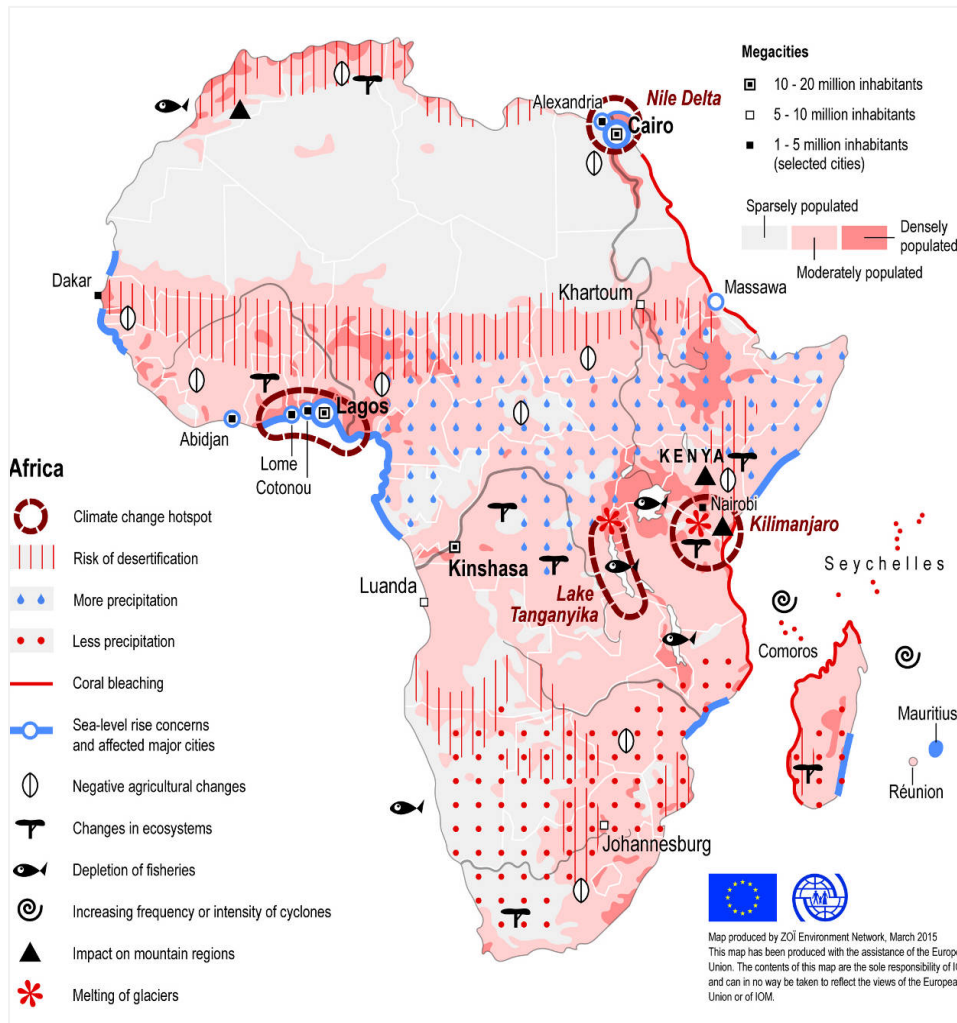 Megacities
10 - 20 million inhabitants
5 - 10 million inhabitants
1 - 5 million inhabitants
(selected cities)
Sparsely populated
Densely
populated
Moderately populated
Alexandria
Nile Delta
Cairo
Dakar
Khartoum
Massawa
Lagos
Abidjan
Lome
Cotonou
KENYA
Nairobi
Kilimanjaro
Kinshasa
Luanda
Lake
Tanganyika
Seychelles
Comoros
Mauritius
Réunion
Johannesburg
Africa
Climate change hotspot
Risk of desertification
More precipitation
Less precipitation
Coral bleaching
Sea-level rise concerns
and affected major cities
Negative agricultural changes
Changes in ecosystems
Depletion of fisheries
Increasing frequency or intensity of cyclones
Impact on mountain regions
Melting of glaciers
Map produced by ZOÏ Environment Network, March 2015
This map has been produced with the assistance of the Europe
Union. The contents of this map are the sole responsibility of I
and can in no way be taken to reflect the views of the European
Union or of IOM.